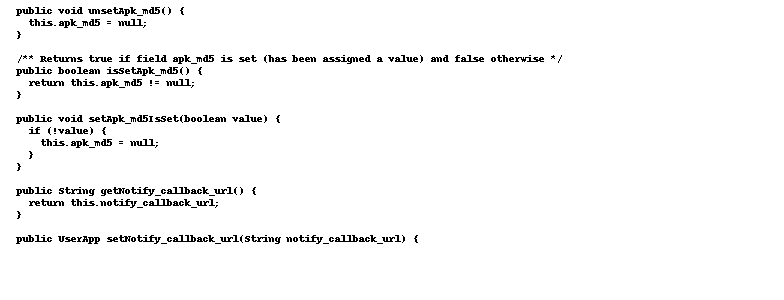 public void unsetApk_md5() {
this.apk_md5 = null;
}
/** Returns true if field apk_md5 is set (has been assigned a value) and false otherwise */
public boolean isSetApk_md5() {
return this.apk_md5 != null;
}
public void setApk_md5IsSet(boolean value) {
if (!value) {
this.apk_md5 = null;
}
}
public String getNotify_callback_url() {
return this.notify_callback_url;
}
public UserApp setNotify_callback_url(String notify_callback_url) {